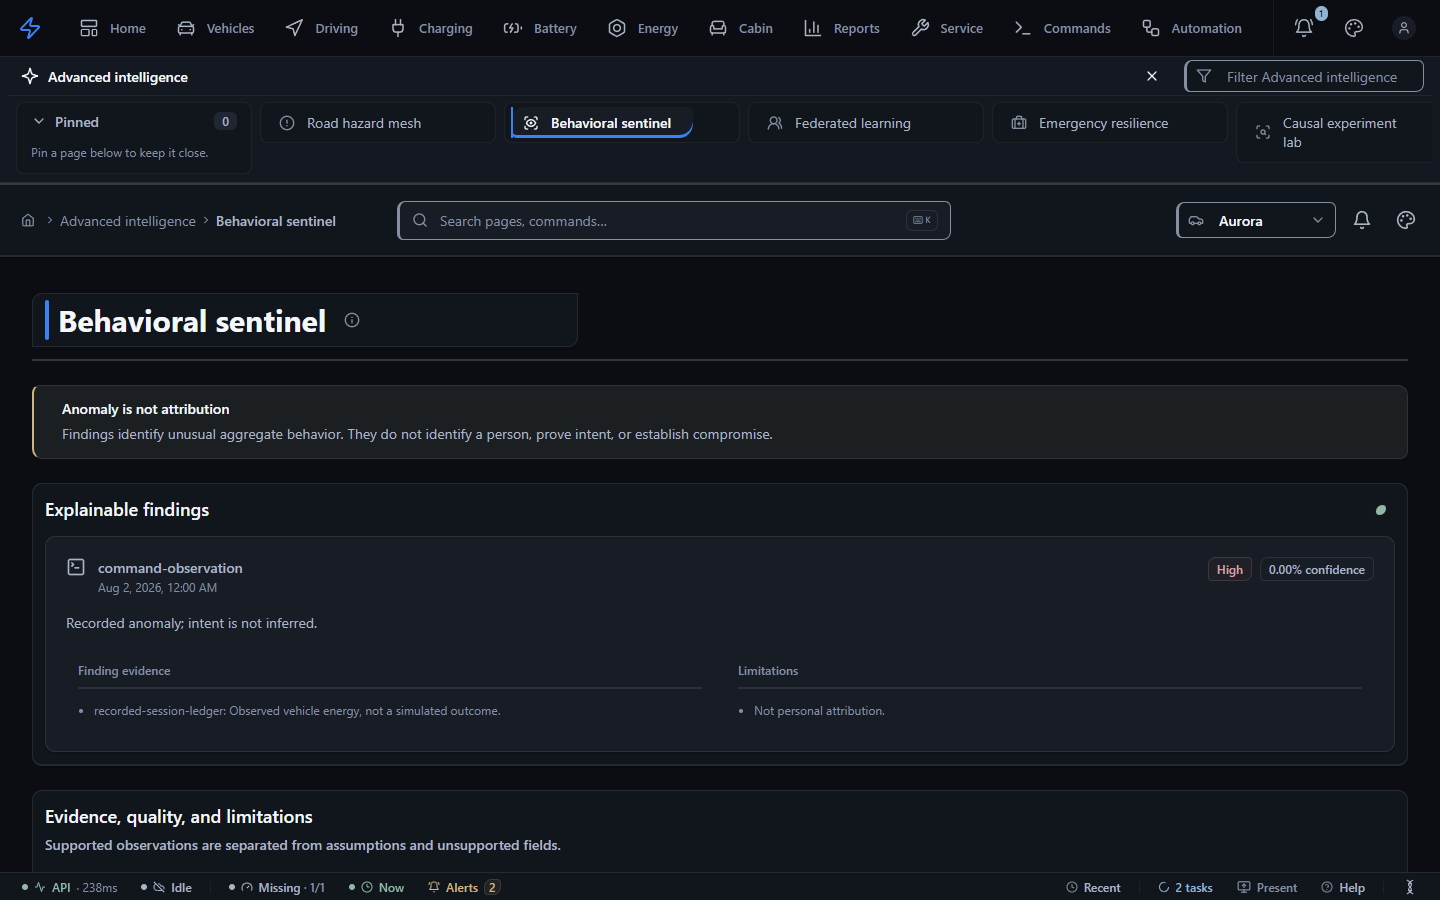 Home
Vehicles
Driving
Charging
Battery
Energy
Cabin
Reports
Service
Commands
Automation
1
Advanced intelligence
Filter Advanced intelligence
Pinned
0
Pin a page below to keep it close.
Road hazard mesh
Behavioral sentinel
Federated learning
Emergency resilience
Causal experiment
lab
Advanced intelligence
Behavioral sentinel
Search pages, commands...
K
Aurora
Behavioral sentinel
Anomaly is not attribution
Findings identify unusual aggregate behavior. They do not identify a person, prove intent, or establish compromise.
Explainable findings
command-observation
High
0.00% confidence
Aug 2, 2026, 12:00 AM
Recorded anomaly; intent is not inferred.
Finding evidence
Limitations
• recorded-session-ledger: Observed vehicle energy, not a simulated outcome.
• Not personal attribution.
Evidence, quality, and limitations
Supported observations are separated from assumptions and unsupported fields.
API · 238ms
Idle
Missing · 1/1
Now
Alerts 2
Recent
2 tasks
Present
Help